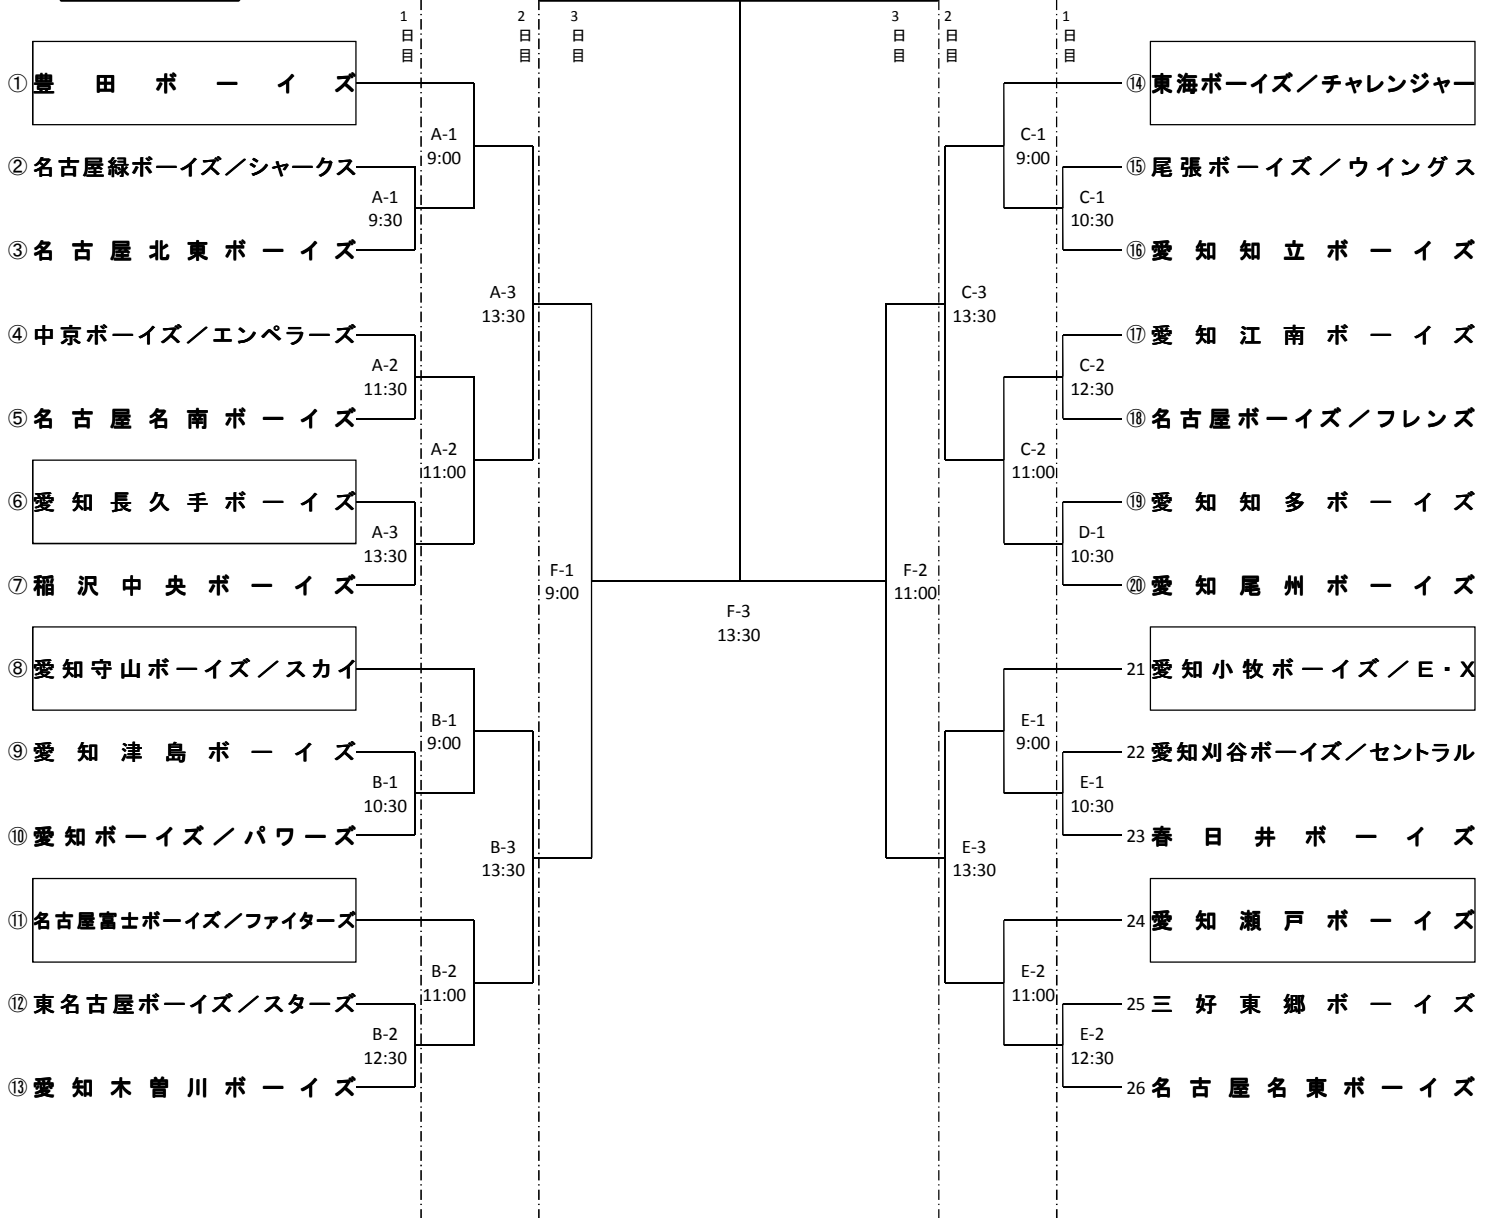 1日目
2日目
3日目
3日目
2日目
1日目
①豊田ボーイズ
②名古屋緑ボーイズ／シャークス
③名古屋北東ボーイズ
④中京ボーイズ／エンペラーズ
⑤名古屋名南ボーイズ
⑥愛知長久手ボーイズ
⑦稲沢中央ボーイズ
⑧愛知守山ボーイズ／スカイ
⑨愛知津島ボーイズ
⑩愛知ボーイズ／パワーズ
⑪名古屋富士ボーイズ／ファイターズ
⑫東名古屋ボーイズ／スターズ
⑬愛知木曽川ボーイズ
A-1
9:30
A-2
11:30
A-3
13:30
B-1
10:30
B-2
12:30
A-1
9:00
A-2
11:00
B-1
9:00
B-2
11:00
A-3
13:30
B-3
13:30
F-1
9:00
F-3
13:30
F-2
11:00
C-3
13:30
E-3
13:30
C-1
9:00
C-2
11:00
E-1
9:00
E-2
11:00
C-1
10:30
C-2
12:30
D-1
10:30
E-1
10:30
E-2
12:30
⑭東海ボーイズ／チャレンジャー
⑮尾張ボーイズ／ウイングス
⑯愛知知立ボーイズ
⑰愛知江南ボーイズ
⑱名古屋ボーイズ／フレンズ
⑲愛知知多ボーイズ
⑳愛知尾州ボーイズ
21愛知小牧ボーイズ／E・X
22愛知刈谷ボーイズ／セントラル
23春日井ボーイズ
24愛知瀬戸ボーイズ
25三好東郷ボーイズ
26名古屋名東ボーイズ